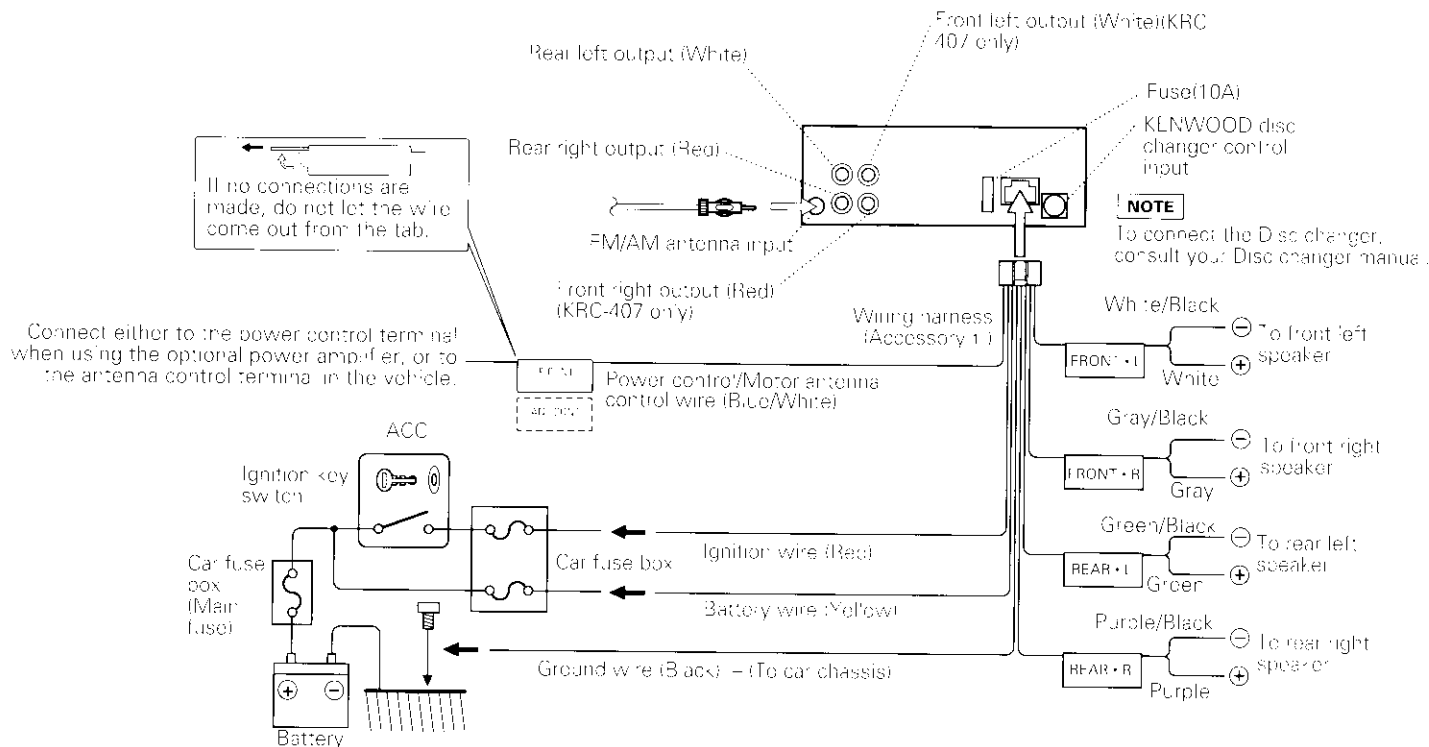 Front left output (White)(KRC
407 only)
Rear left output (White)
Fuse(10A)
KENWOOD disc
changer control
input
Rear right output (Red)
NOTE
To connect the Disc changer,
consult your Disc changer manual.
If no connections are
made, do not let the wire
come out from the tab.
FM/AM antenna input
Front right output (Red)
(KRC-407 only)
Wiring harness
(Accessory 1)
Connect either to the power control terminal
when using the optional power amplifier, or to
the antenna control terminal in the vehicle.
Power control/Motor antenna
control wire (Blue/White)
White/Black
FRONT • L
⊖ To front left
speaker
⊕
White
Gray/Black
FRONT • R
⊖ To front right
speaker
⊕
Gray
Green/Black
REAR • L
⊖ To rear left
speaker
⊕
Green
Purple/Black
REAR • R
⊖ To rear right
speaker
⊕
Purple
ACC
Ignition key
switch
Car fuse
box
(Main
fuse)
Car fuse box
Ignition wire (Red)
Battery wire (Yellow)
Ground wire (Black) – (To car chassis)
⊕ ⊖
Battery